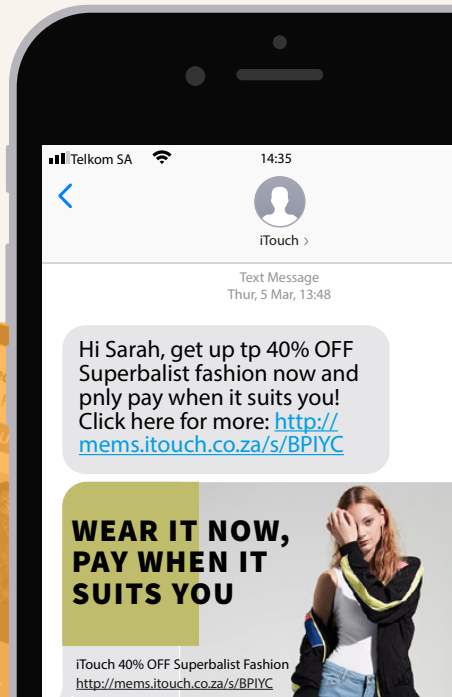 Telkom SA 14:35
iTouch >
Text Message
Thur, 5 Mar, 13:48
Hi Sarah, get up tp 40% OFF
Superbalist fashion now and
pnly pay when it suits you!
Click here for more: http://
mems.itouch.co.za/s/BPIYC
WEAR IT NOW,
PAY WHEN IT
SUITS YOU
iTouch 40% OFF Superbalist Fashion
http://mems.itouch.co.za/s/BPIYC